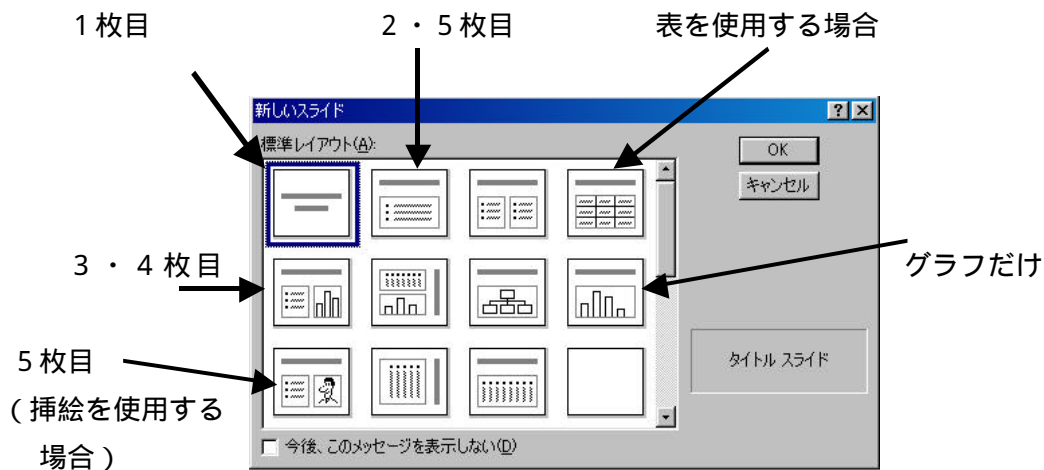 1枚目
2・5枚目
表を使用する場合
新しいスライド
標準レイアウト(A):
OK
キャンセル
3・4枚目
グラフだけ
5枚目
(挿絵を使用する
場合)
タイトル スライド
今後、このメッセージを表示しない(D)